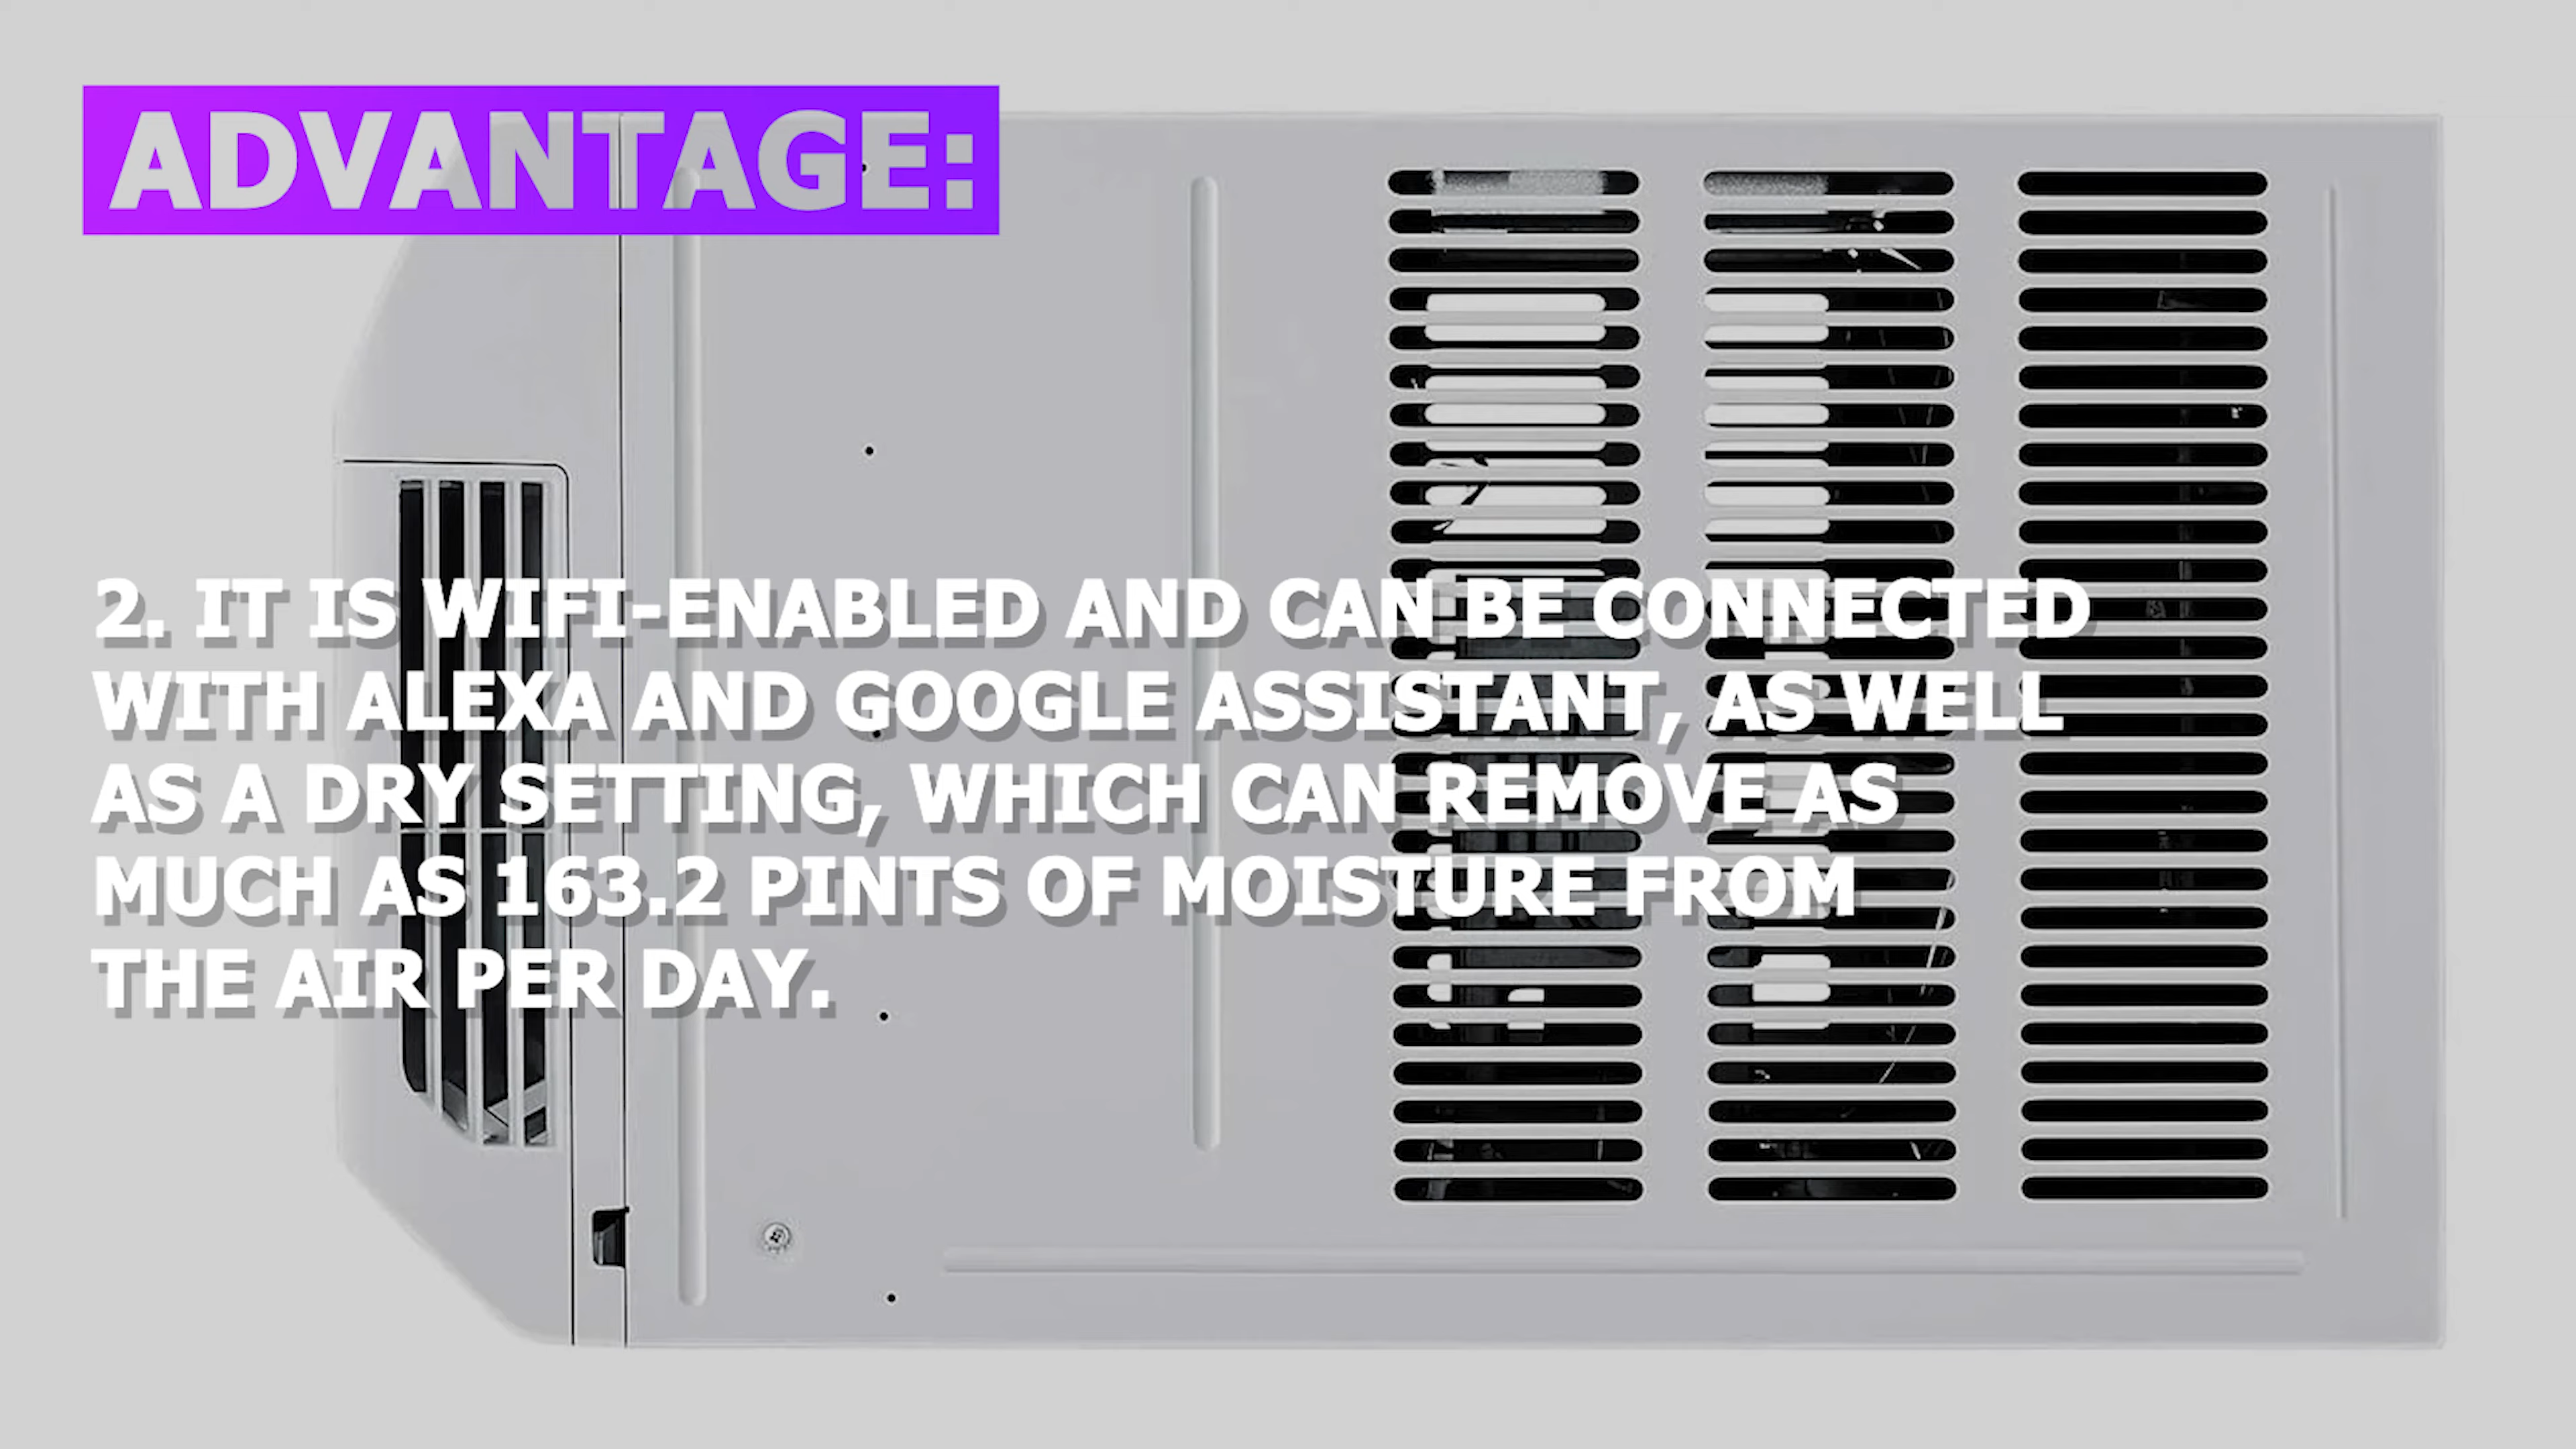 ADVANTAGE:
2. IT IS WIFI-ENABLED AND CAN BE CONNECTED
WITH ALEXA AND GOOGLE ASSISTANT, AS WELL
AS A DRY SETTING, WHICH CAN REMOVE AS
MUCH AS 163.2 PINTS OF MOISTURE FROM
THE AIR PER DAY.